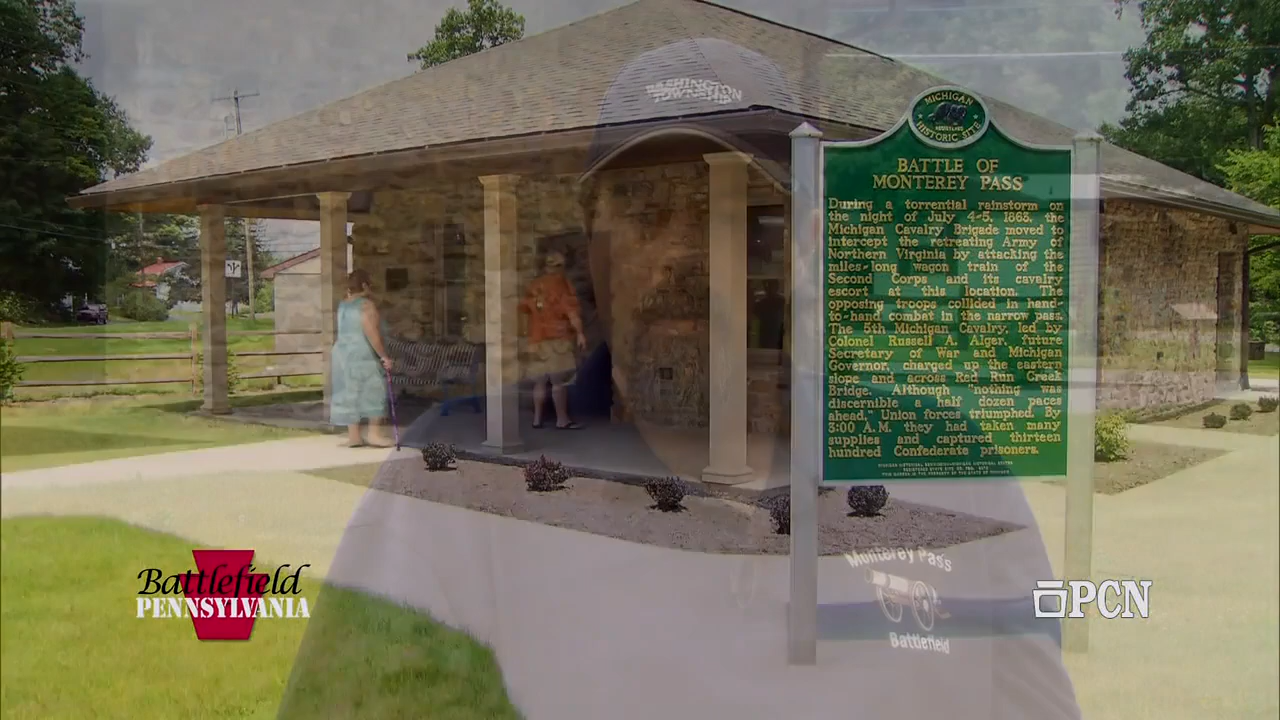 WASHINGTON
TOWNSHIP
MICHIGAN
REGISTERED
HISTORIC SITE
BATTLE OF
MONTEREY PASS
During a torrential rainstorm on
the night of July 4-5, 1863, the
Michigan Cavalry Brigade moved to
intercept the retreating Army of
Northern Virginia by attacking the
miles-long wagon train of the
Second Corps and its cavalry
escort at this location. The
opposing troops collided in hand-
to-hand combat in the narrow pass.
The 5th Michigan Cavalry, led by
Colonel Russell A. Alger, future
Secretary of War and Michigan
Governor, charged up the eastern
slope and across Red Run Creek
Bridge. Although "nothing was
discernible a half dozen paces
ahead," Union forces triumphed. By
3:00 A.M. they had taken many
supplies and captured thirteen
hundred Confederate prisoners.
Monterey Pass
Battlefield
Battlefield
PENNSYLVANIA
PCN